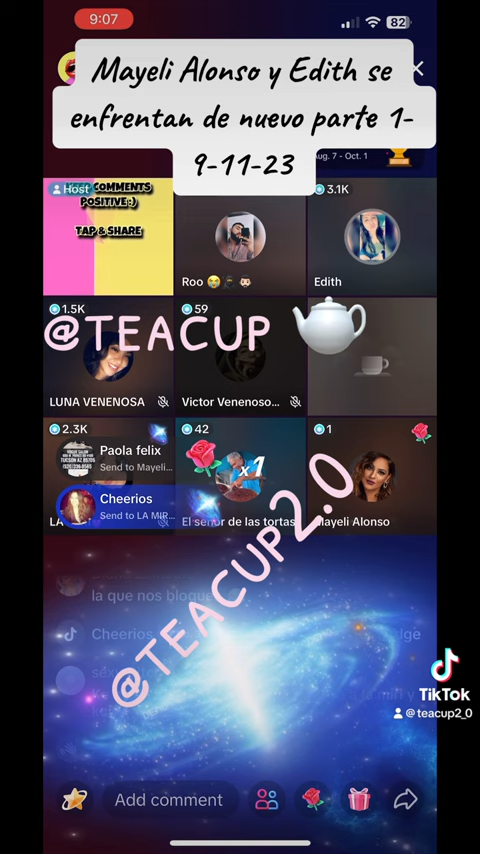 9:07
82
Mayeli Alonso y Edith se
enfrentan de nuevo parte 1-
9-11-23
Aug. 7 - Oct. 1
Host
COMMENTS
POSITIVE :)
TAP & SHARE
Roo
3.1K
Edith
1.5K
@TEACUP
LUNA VENENOSA
59
Victor Venenoso...
2.3K
Paola felix
Send to Mayeli...
Cheerios
Send to LA MIR...
LA
42
x1
El señor de las tortas
1
Mayeli Alonso
@TEACUP2.0
la que nos bloque
Cheerios
TikTok
@teacup2_0
Add comment